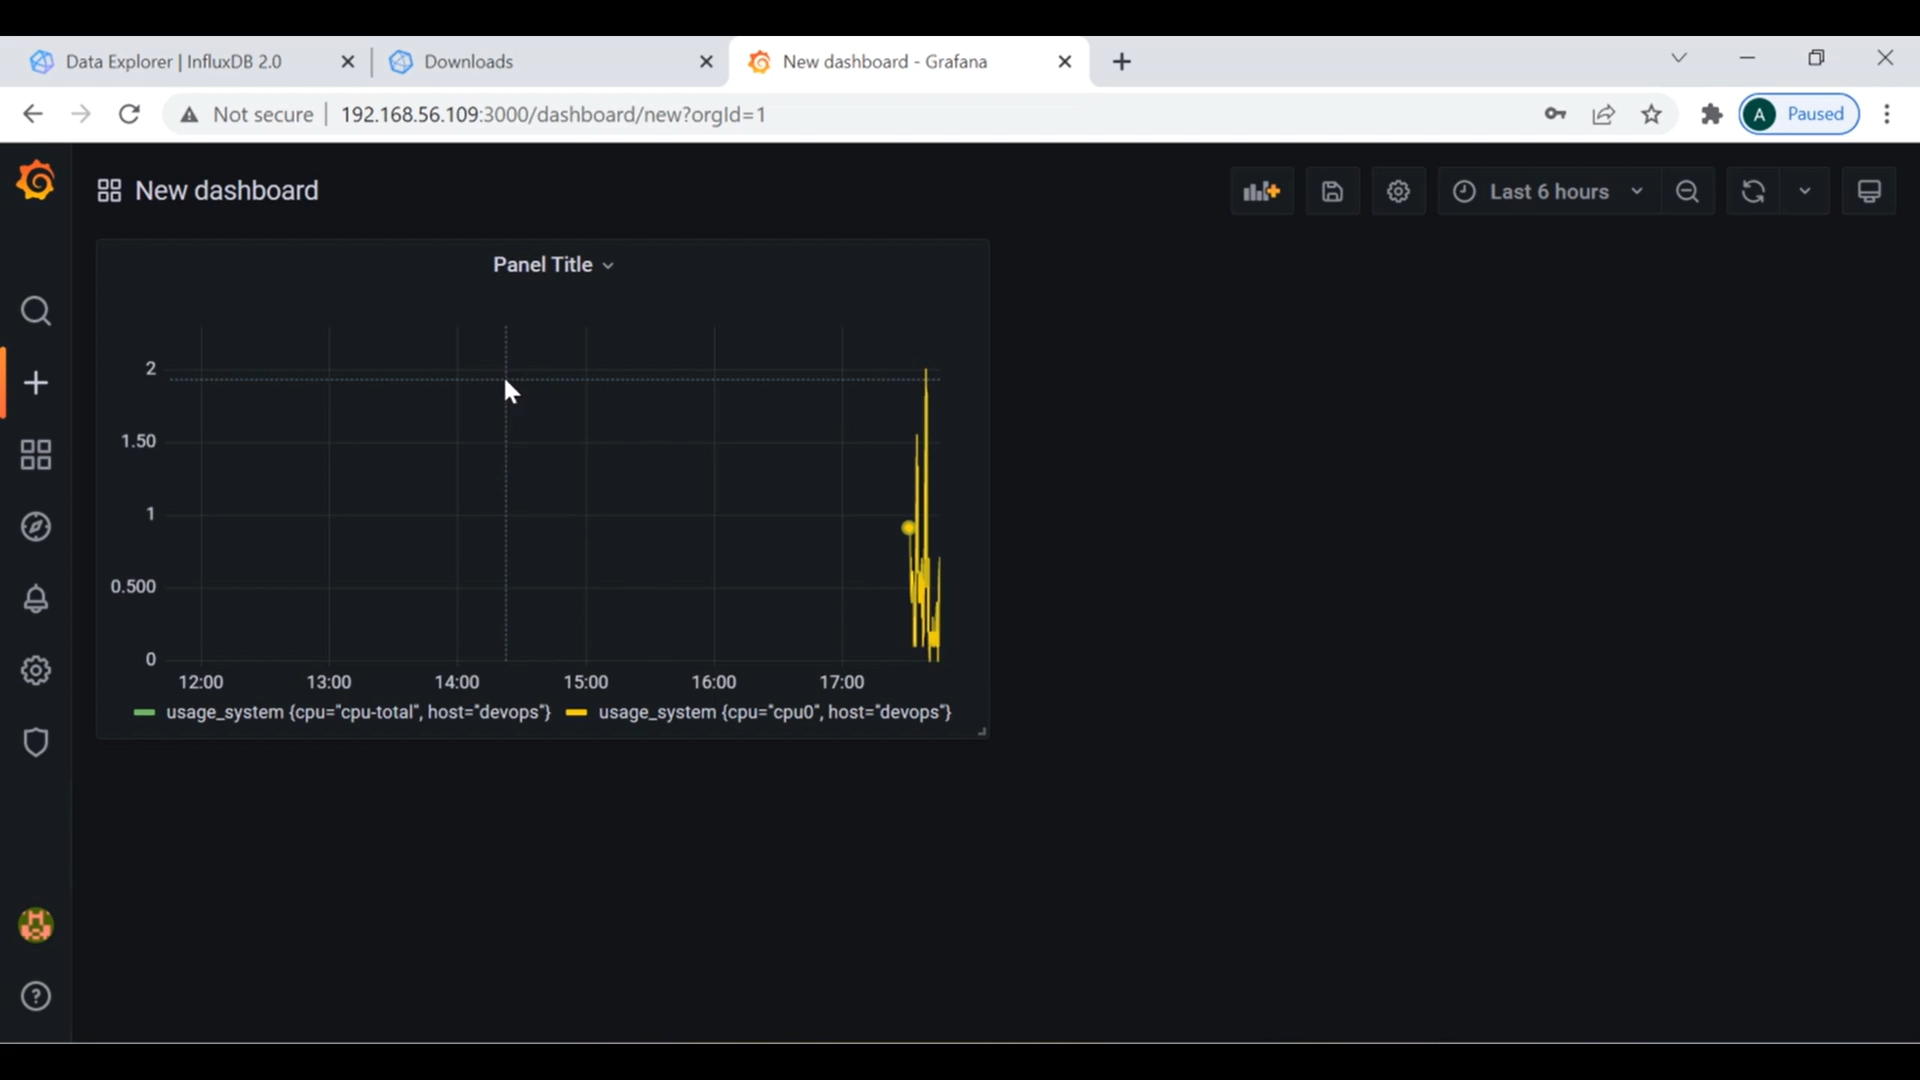 Data Explorer | InfluxDB 2.0
Downloads
New dashboard - Grafana
Not secure
192.168.56.109:3000/dashboard/new?orgId=1
A
Paused
New dashboard
Last 6 hours
Panel Title
2
1.50
1
0.500
0
12:00
13:00
14:00
15:00
16:00
17:00
usage_system {cpu="cpu-total", host="devops"}
usage_system {cpu="cpu0", host="devops"}